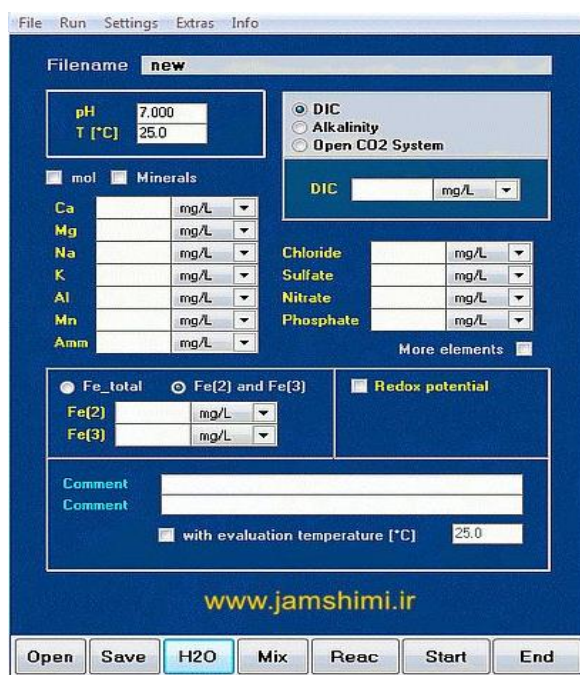 File Run Settings Extras Info
Filename new
pH 7.000
T [°C] 25.0
DIC
Alkalinity
Open CO2 System
mol Minerals
DIC mg/L
Ca mg/L
Mg mg/L
Na mg/L
K mg/L
Al mg/L
Mn mg/L
Amm mg/L
Chloride mg/L
Sulfate mg/L
Nitrate mg/L
Phosphate mg/L
More elements
Fe_total Fe(2) and Fe(3)
Fe(2) mg/L
Fe(3) mg/L
Redox potential
Comment
Comment
with evaluation temperature [°C] 25.0
www.jamshimi.ir
Open Save H2O Mix Reac Start End